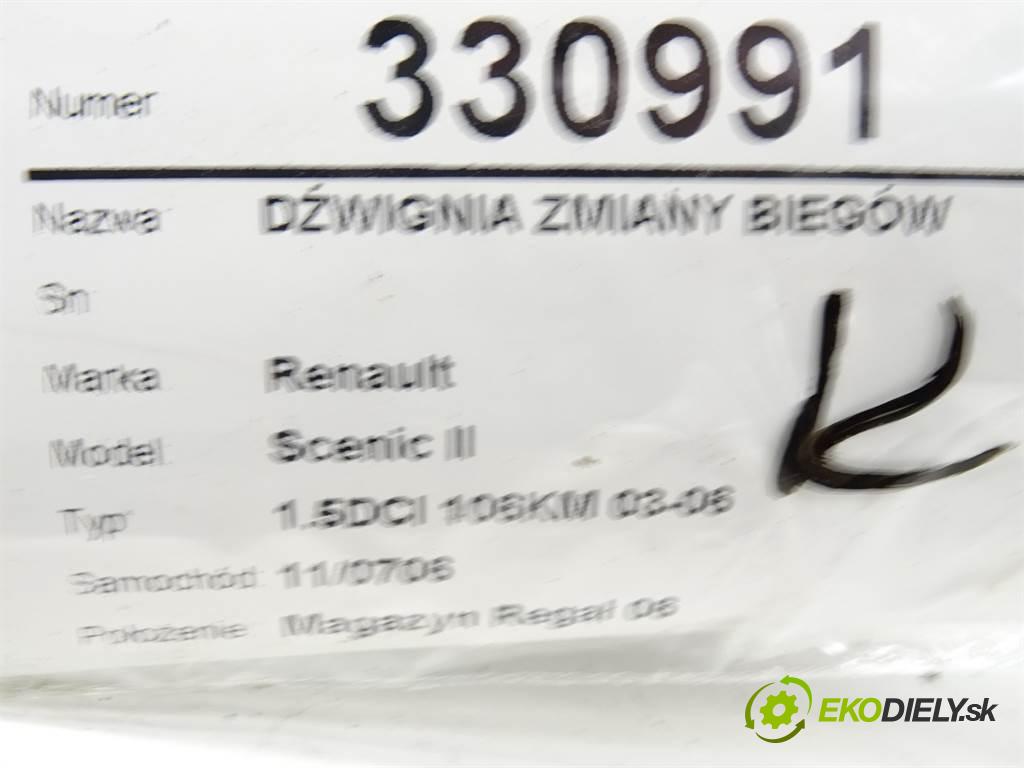 Numer 330991
Nazwa DŹWIGNIA ZMIANY BIEGÓW
Sn
Marka Renault
Model Scenic II
Typ 1.5DCI 106KM 03-06
Samochód 11/0706
Położenie Magazyn Regał 06
K
EKODIELY.sk